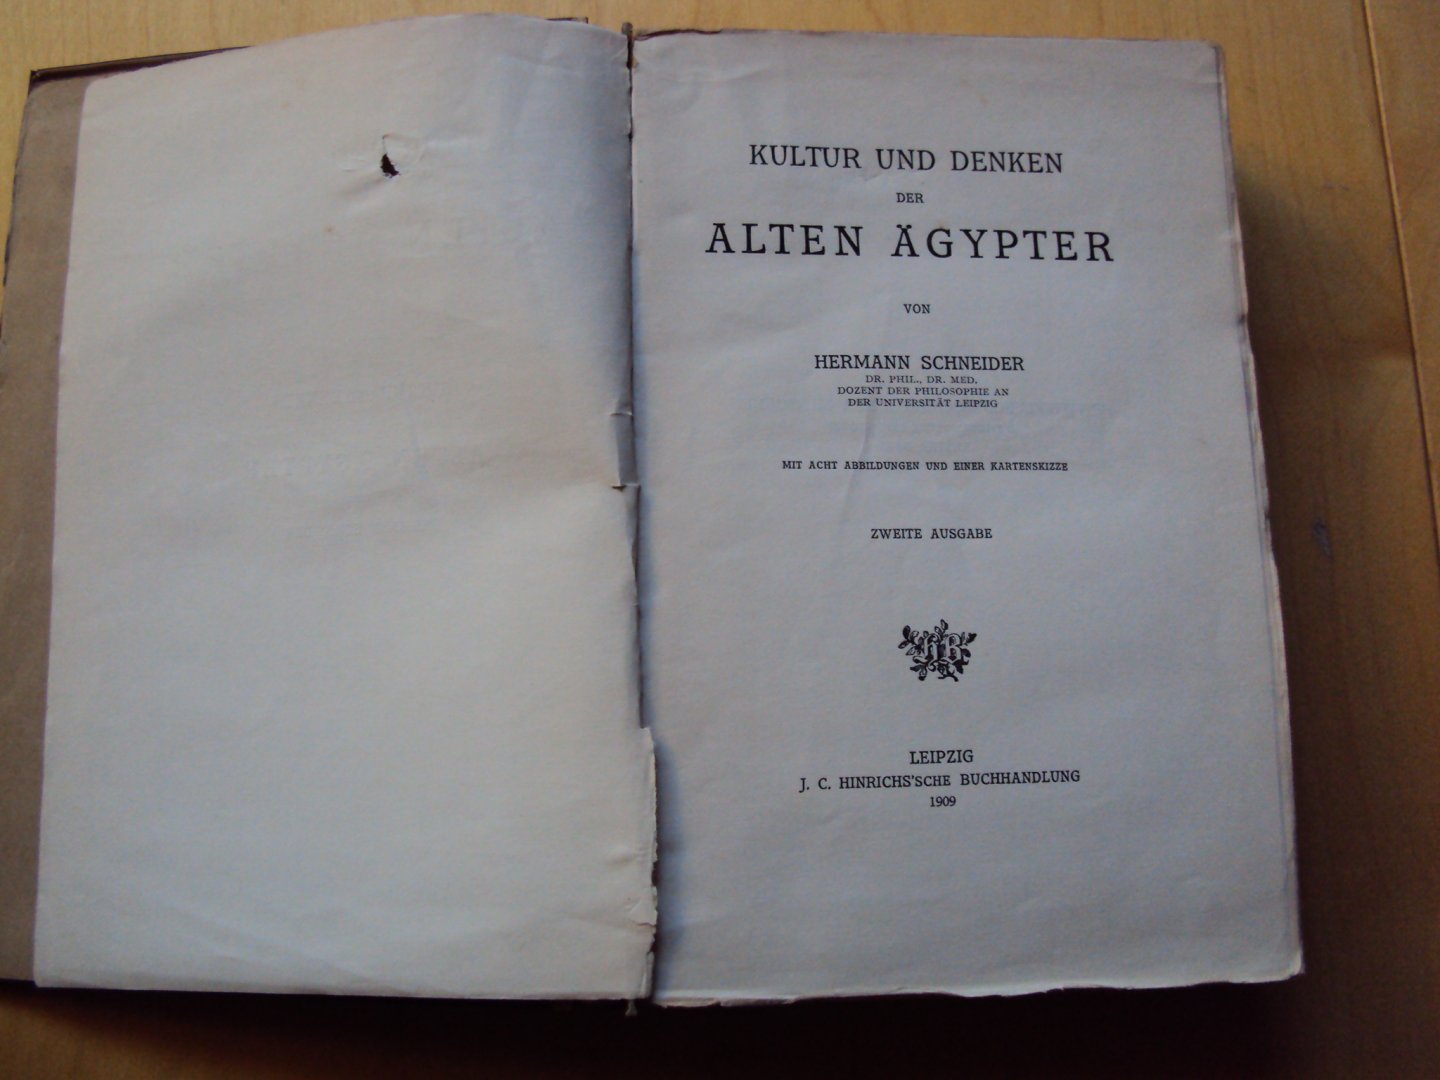 KULTUR UND DENKEN
DER
ALTEN ÄGYPTER
VON
HERMANN SCHNEIDER
DR. PHIL., DR. MED.
DOZENT DER PHILOSOPHIE AN
DER UNIVERSITÄT LEIPZIG
MIT ACHT ABBILDUNGEN UND EINER KARTENSKIZZE
ZWEITE AUSGABE
LEIPZIG
J. C. HINRICHS'SCHE BUCHHANDLUNG
1909